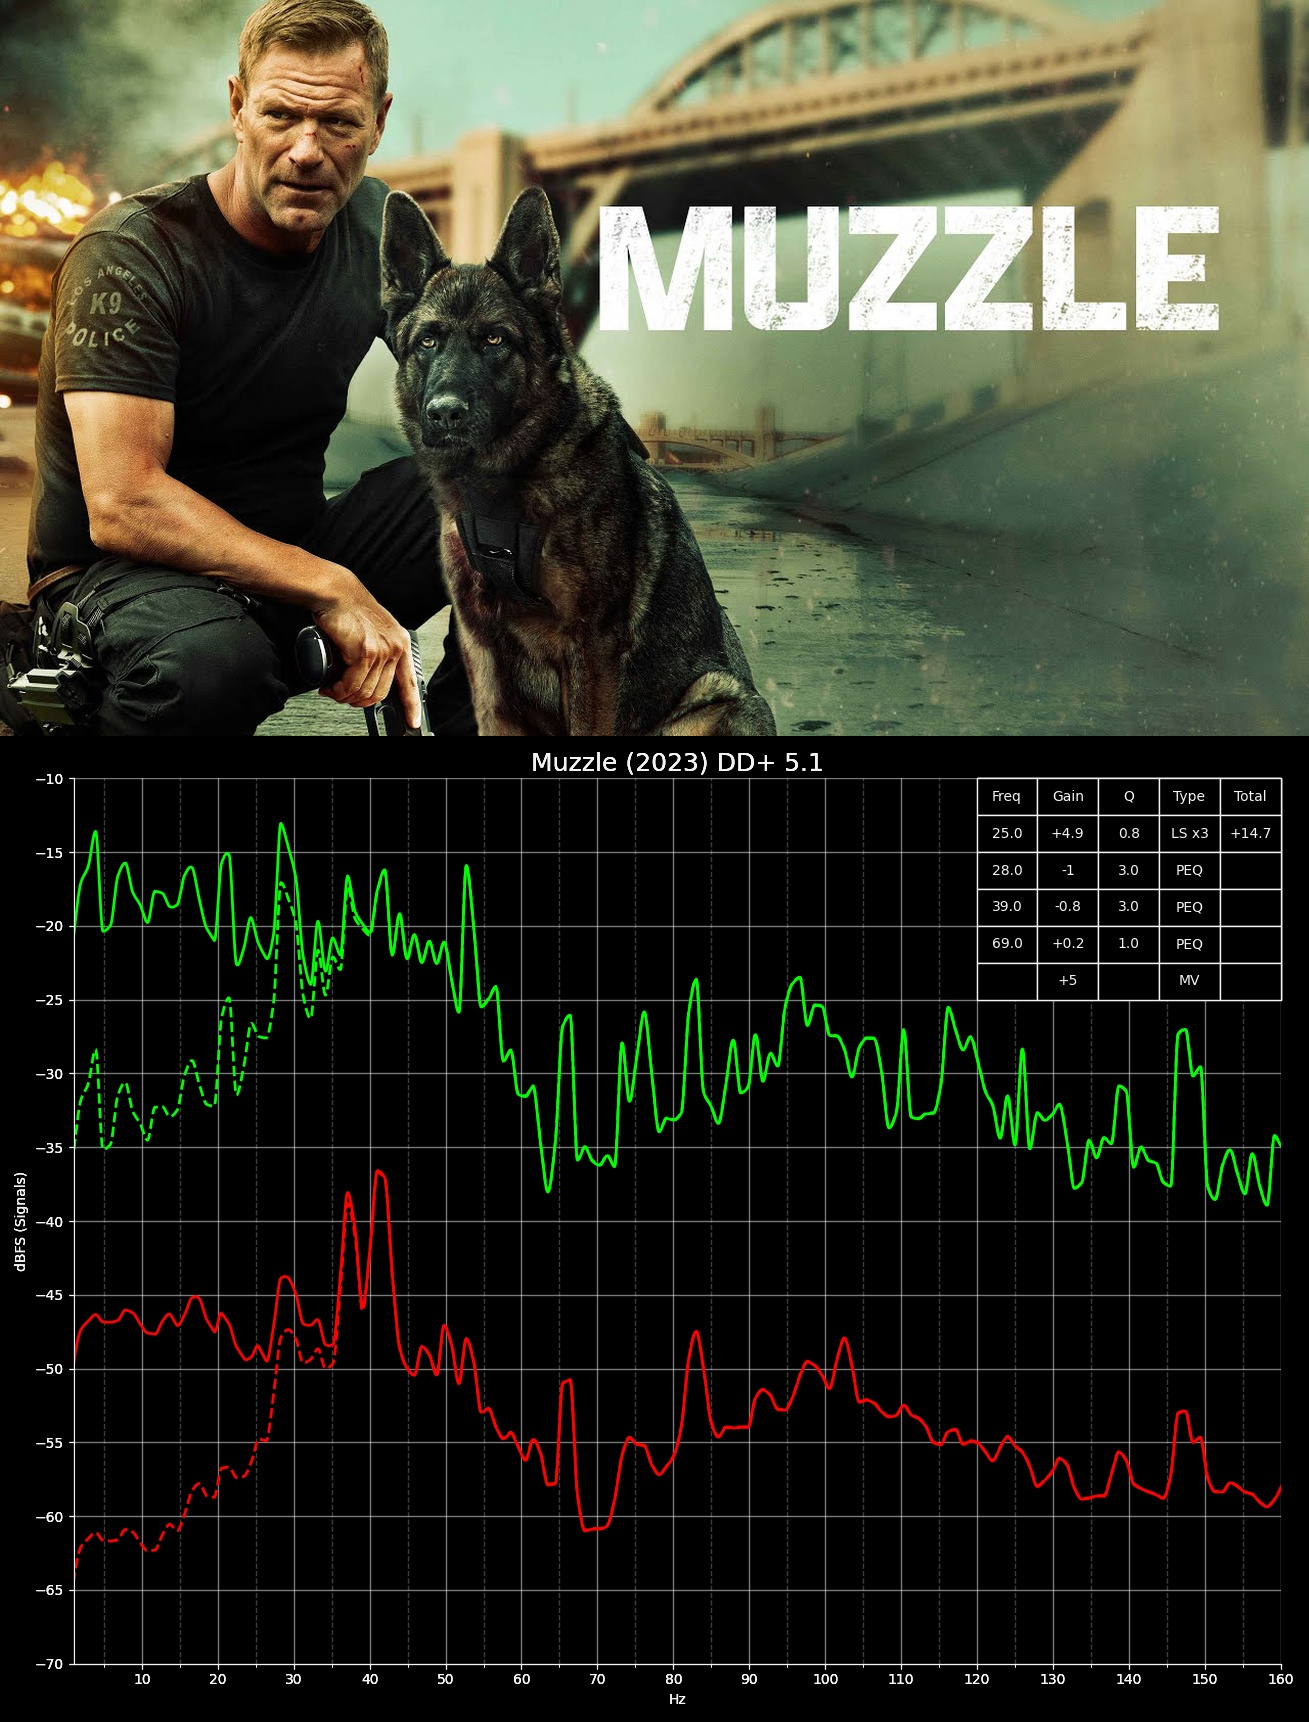 LOS ANGELES
K9
POLICE
MUZZLE
Muzzle (2023) DD+ 5.1
Freq Gain Q Type Total
25.0 +4.9 0.8 LS x3 +14.7
28.0 -1 3.0 PEQ
39.0 -0.8 3.0 PEQ
69.0 +0.2 1.0 PEQ
+5 MV
dBFS (Signals)
−10
−15
−20
−25
−30
−35
−40
−45
−50
−55
−60
−65
−70
10 20 30 40 50 60 70 80 90 100 110 120 130 140 150 160
Hz